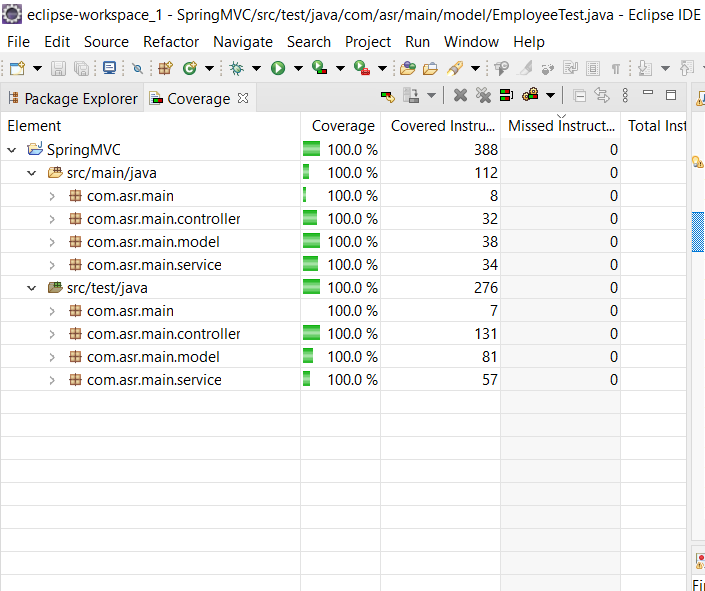 eclipse-workspace_1 - SpringMVC/src/test/java/com/asr/main/model/EmployeeTest.java - Eclipse IDE
File Edit Source Refactor Navigate Search Project Run Window Help
Package Explorer Coverage
Element Coverage Covered Instru... Missed Instruct... Total Inst
SpringMVC 100.0 % 388 0
src/main/java 100.0 % 112 0
com.asr.main 100.0 % 8 0
com.asr.main.controller 100.0 % 32 0
com.asr.main.model 100.0 % 38 0
com.asr.main.service 100.0 % 34 0
src/test/java 100.0 % 276 0
com.asr.main 100.0 % 7 0
com.asr.main.controller 100.0 % 131 0
com.asr.main.model 100.0 % 81 0
com.asr.main.service 100.0 % 57 0
Fi